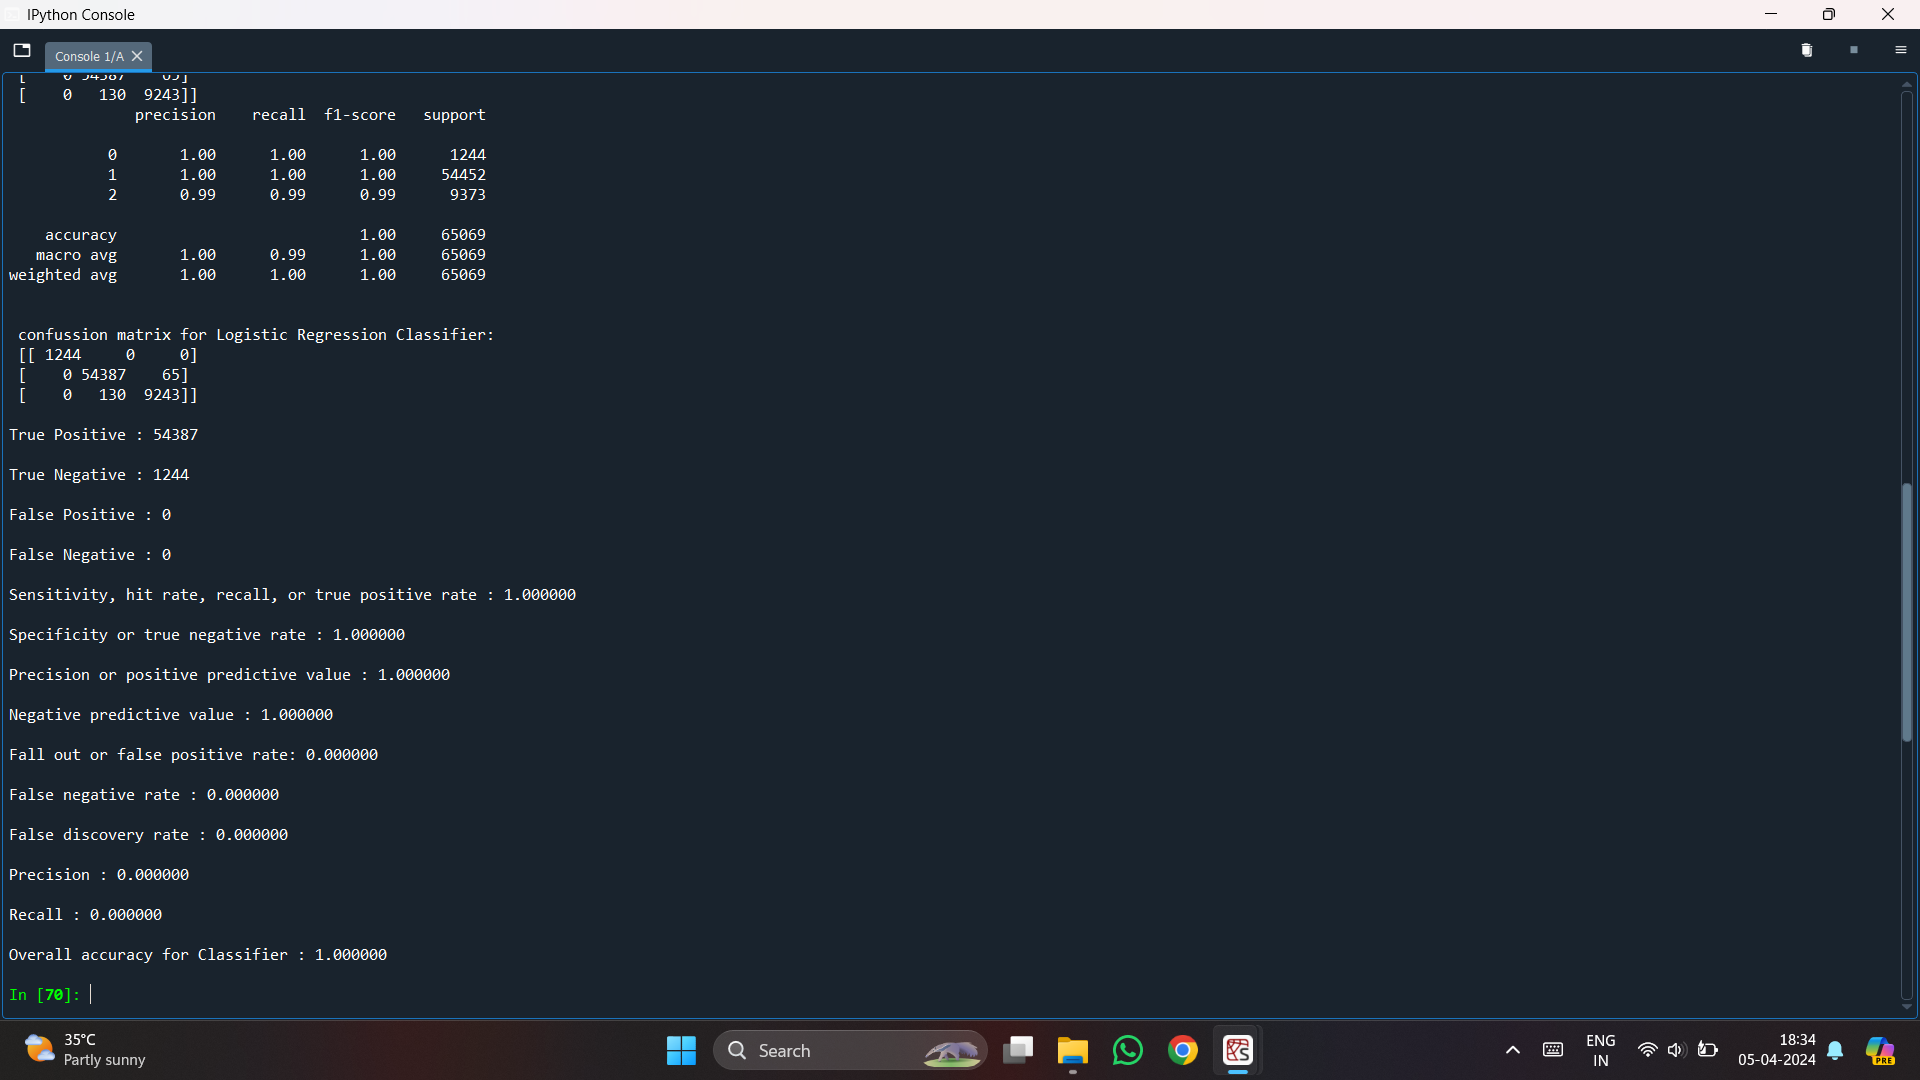 IPython Console
Console 1/A
[    0 54387    65]
[    0   130  9243]]
precision    recall  f1-score   support
0       1.00      1.00      1.00      1244
1       1.00      1.00      1.00     54452
2       0.99      0.99      0.99      9373
accuracy                           1.00     65069
macro avg       1.00      0.99      1.00     65069
weighted avg       1.00      1.00      1.00     65069
confussion matrix for Logistic Regression Classifier:
[[ 1244     0     0]
[    0 54387    65]
[    0   130  9243]]
True Positive : 54387
True Negative : 1244
False Positive : 0
False Negative : 0
Sensitivity, hit rate, recall, or true positive rate : 1.000000
Specificity or true negative rate : 1.000000
Precision or positive predictive value : 1.000000
Negative predictive value : 1.000000
Fall out or false positive rate: 0.000000
False negative rate : 0.000000
False discovery rate : 0.000000
Precision : 0.000000
Recall : 0.000000
Overall accuracy for Classifier : 1.000000
In [70]:
35°C
Partly sunny
Search
ENG
IN
18:34
05-04-2024
PRE